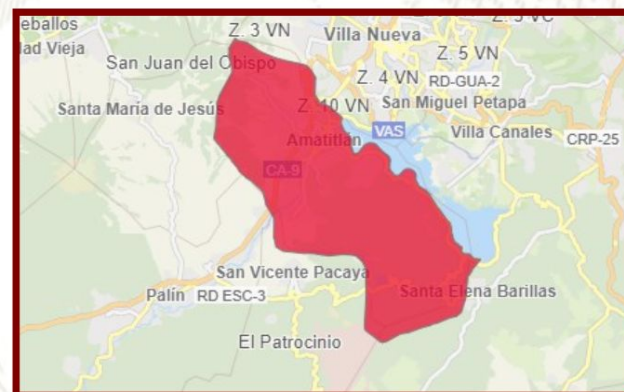 eballos
dad Vieja
Z. 3 VN
Villa Nueva
San Juan del Obispo
Z. 5 VN
Z. 4 VN
RD-GUA-2
Santa María de Jesús
Z. 10 VN
San Miguel Petapa
Amatitlán
VAS
Villa Canales
CRP-25
CA-9
San Vicente Pacaya
Palín
RD ESC-3
Santa Elena Barillas
El Patrocinio